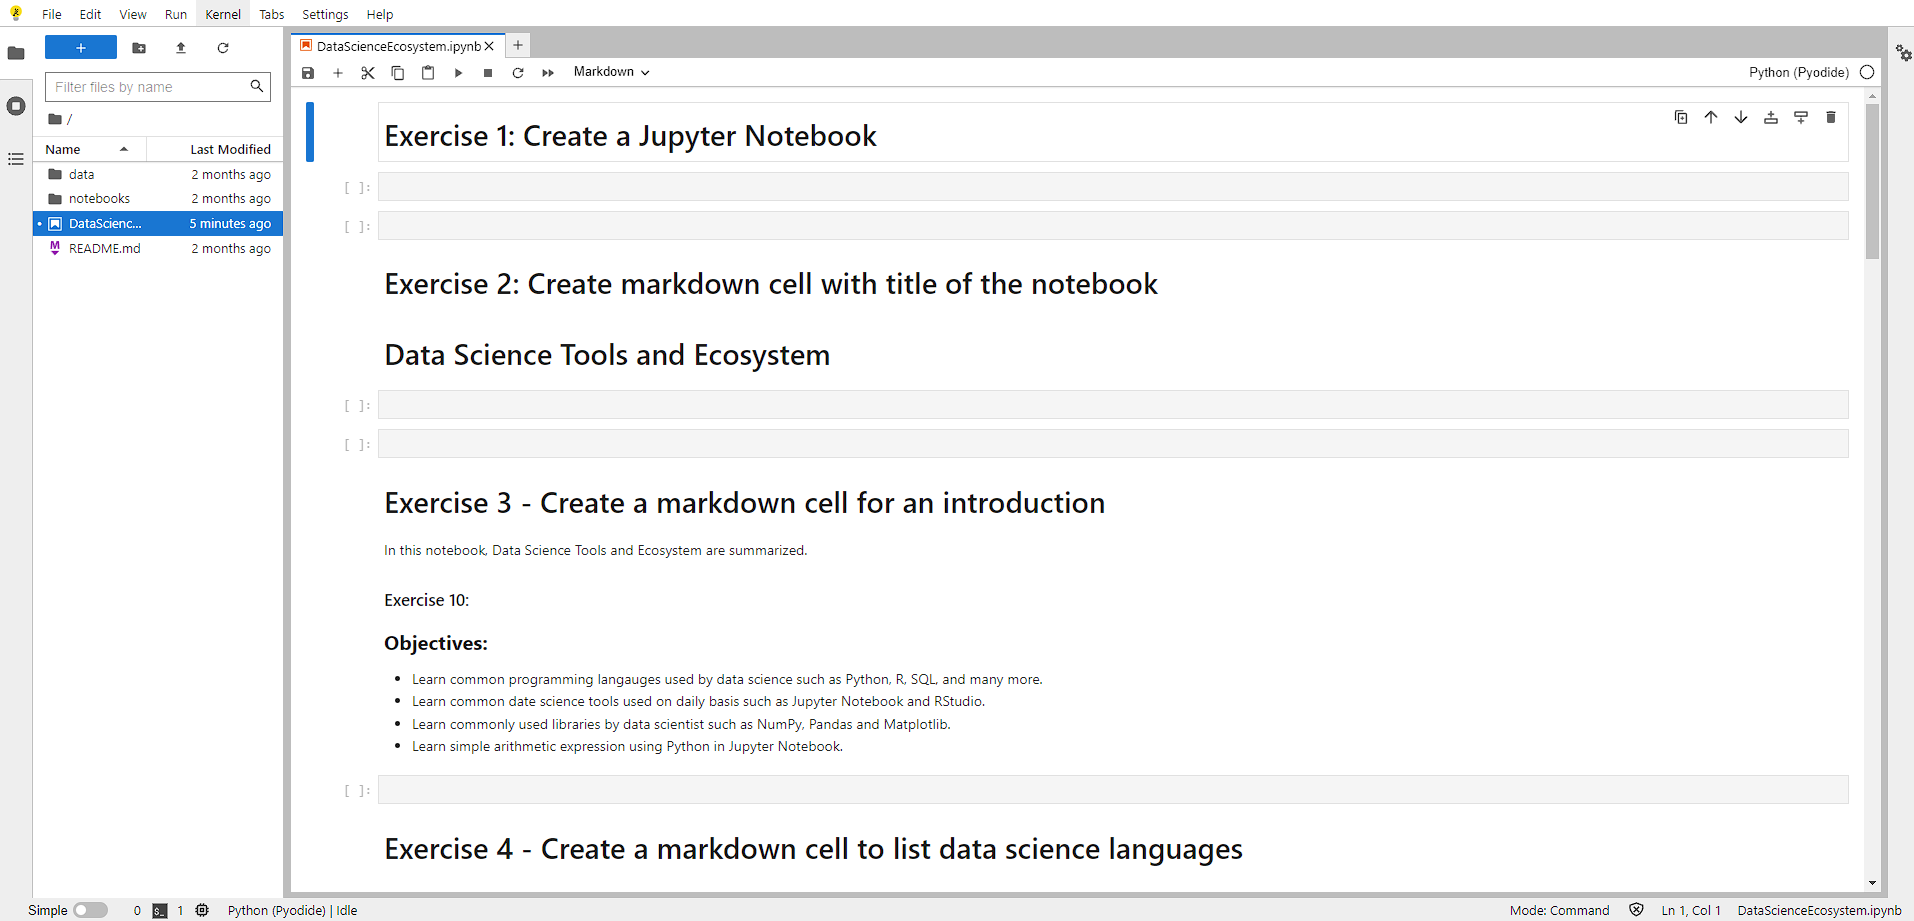 File Edit View Run Kernel Tabs Settings Help
+
Filter files by name
/
Name Last Modified
data 2 months ago
notebooks 2 months ago
DataScienc... 5 minutes ago
README.md 2 months ago
DataScienceEcosystem.ipynb
Markdown
Python (Pyodide)
Exercise 1: Create a Jupyter Notebook
[ ]:
[ ]:
Exercise 2: Create markdown cell with title of the notebook
Data Science Tools and Ecosystem
[ ]:
[ ]:
Exercise 3 - Create a markdown cell for an introduction
In this notebook, Data Science Tools and Ecosystem are summarized.
Exercise 10:
Objectives:
• Learn common programming langauges used by data science such as Python, R, SQL, and many more.
• Learn common date science tools used on daily basis such as Jupyter Notebook and RStudio.
• Learn commonly used libraries by data scientist such as NumPy, Pandas and Matplotlib.
• Learn simple arithmetic expression using Python in Jupyter Notebook.
[ ]:
Exercise 4 - Create a markdown cell to list data science languages
Simple 0 1 Python (Pyodide) | Idle Mode: Command Ln 1, Col 1 DataScienceEcosystem.ipynb